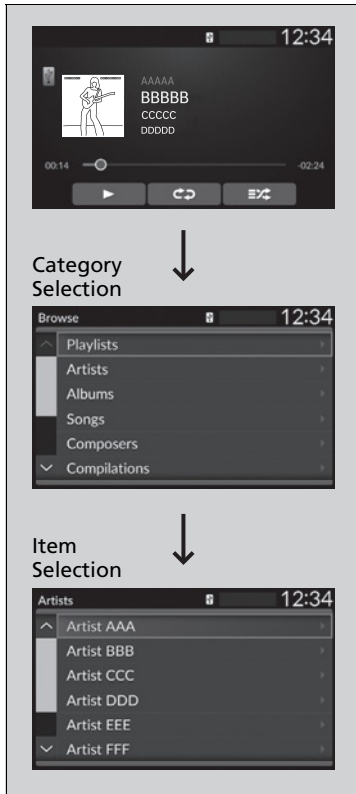 12:34
AAAAA
BBBBB
CCCCC
DDDDD
00:14
-02:24
Category
Selection
Browse 12:34
Playlists
Artists
Albums
Songs
Composers
Compilations
Item
Selection
Artists 12:34
Artist AAA
Artist BBB
Artist CCC
Artist DDD
Artist EEE
Artist FFF